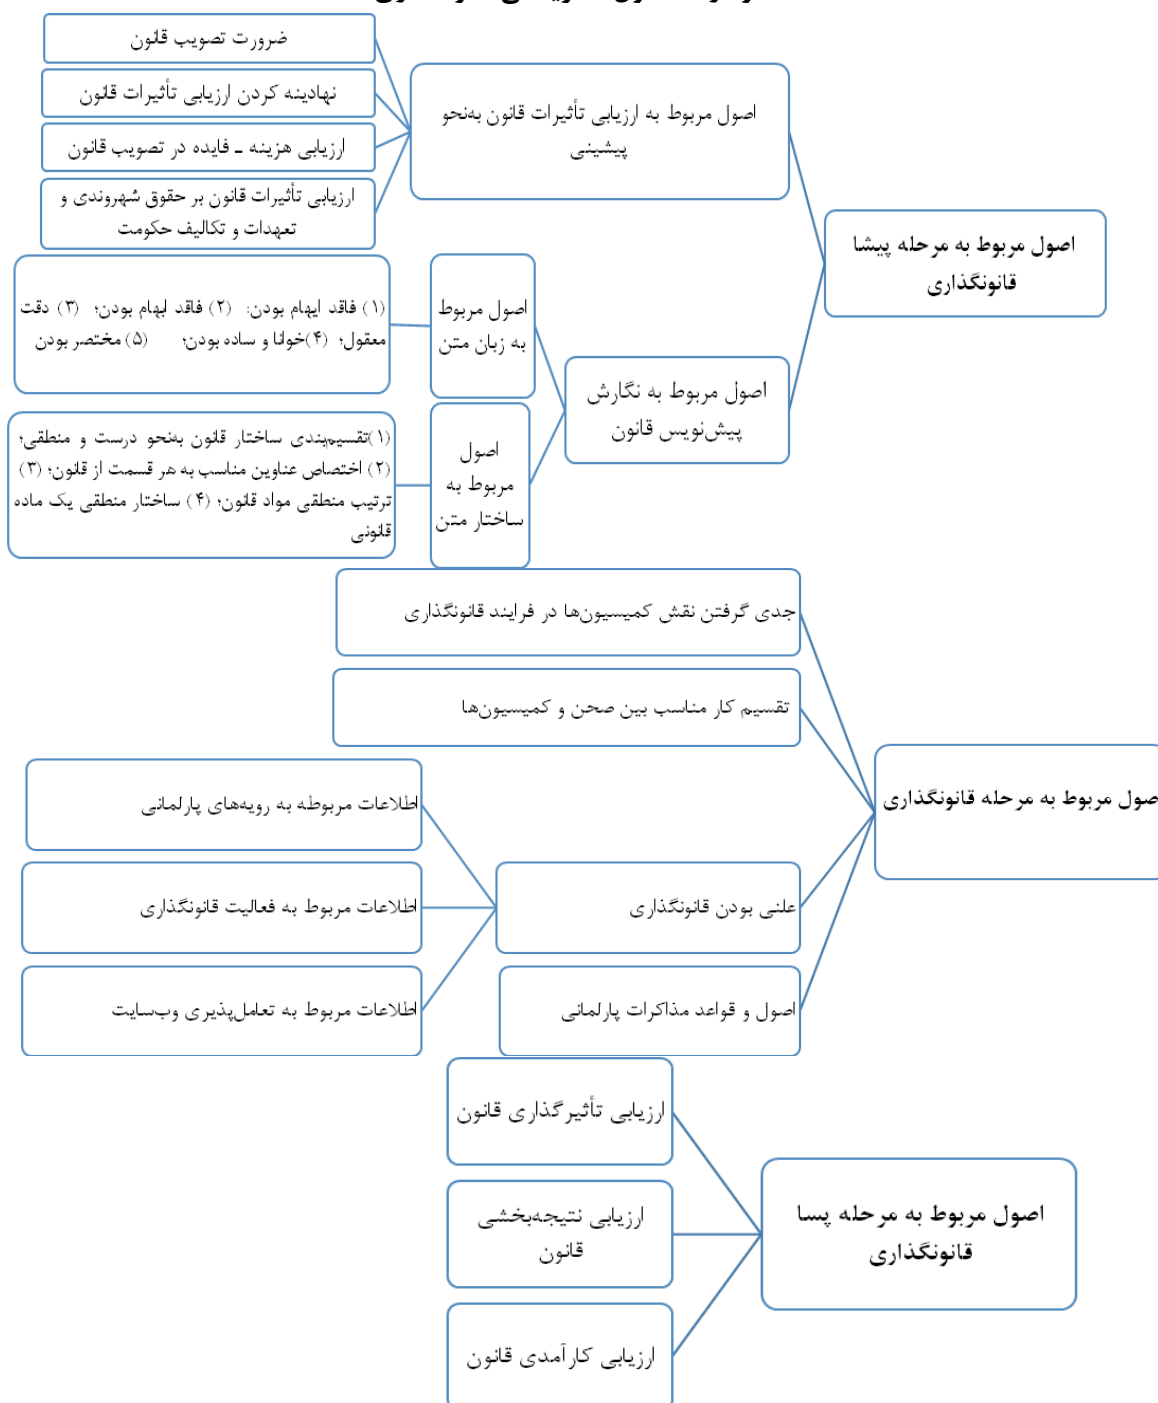 اصول مربوط به مرحله پیشا
قانونگذاری
اصول مربوط به ارزیابی تأثیرات قانون به‌نحو
پیشینی
ضرورت تصویب قانون
نهادینه کردن ارزیابی تأثیرات قانون
ارزیابی هزینه ـ فایده در تصویب قانون
ارزیابی تأثیرات قانون بر حقوق شهروندی و
تعهدات و تکالیف حکومت
اصول مربوط به نگارش
پیش‌نویس قانون
اصول مربوط
به زبان متن
(۱) فاقد ایهام بودن: (۲) فاقد ابهام بودن؛ (۳) دقت
معقول؛ (۴)خوانا و ساده بودن؛ (۵) مختصر بودن
اصول
مربوط به
ساختار متن
(۱)تقسیم‌بندی ساختار قانون به‌نحو درست و منطقی؛
(۲) اختصاص عناوین مناسب به هر قسمت از قانون؛ (۳)
ترتیب منطقی مواد قانون؛ (۴) ساختار منطقی یک ماده
قانونی
صول مربوط به مرحله قانونگذاری
جدی گرفتن نقش کمیسیون‌ها در فرایند قانونگذاری
تقسیم کار مناسب بین صحن و کمیسیون‌ها
علنی بودن قانونگذاری
اطلاعات مربوطه به رویه‌های پارلمانی
اطلاعات مربوط به فعالیت قانونگذاری
اطلاعات مربوط به تعامل‌پذیری وب‌سایت
اصول و قواعد مذاکرات پارلمانی
اصول مربوط به مرحله پسا
قانونگذاری
ارزیابی تأثیرگذاری قانون
ارزیابی نتیجه‌بخشی
قانون
ارزیابی کارآمدی قانون